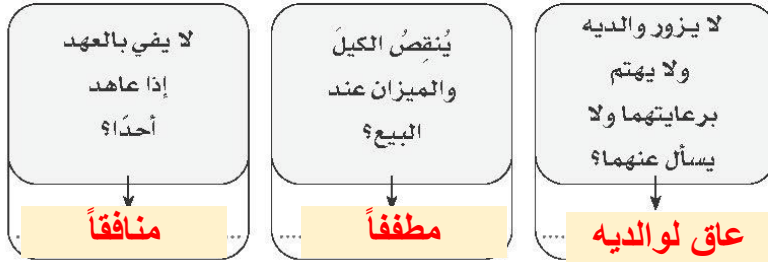 لا يزور والديه
ولا يهتم
برعايتهما ولا
يسأل عنهما؟
عاق لوالديه
يُنقِصُ الكيلَ
والميزان عند
البيع؟
مطففاً
لا يفي بالعهد
إذا عاهد
أحدًا؟
منافقاً